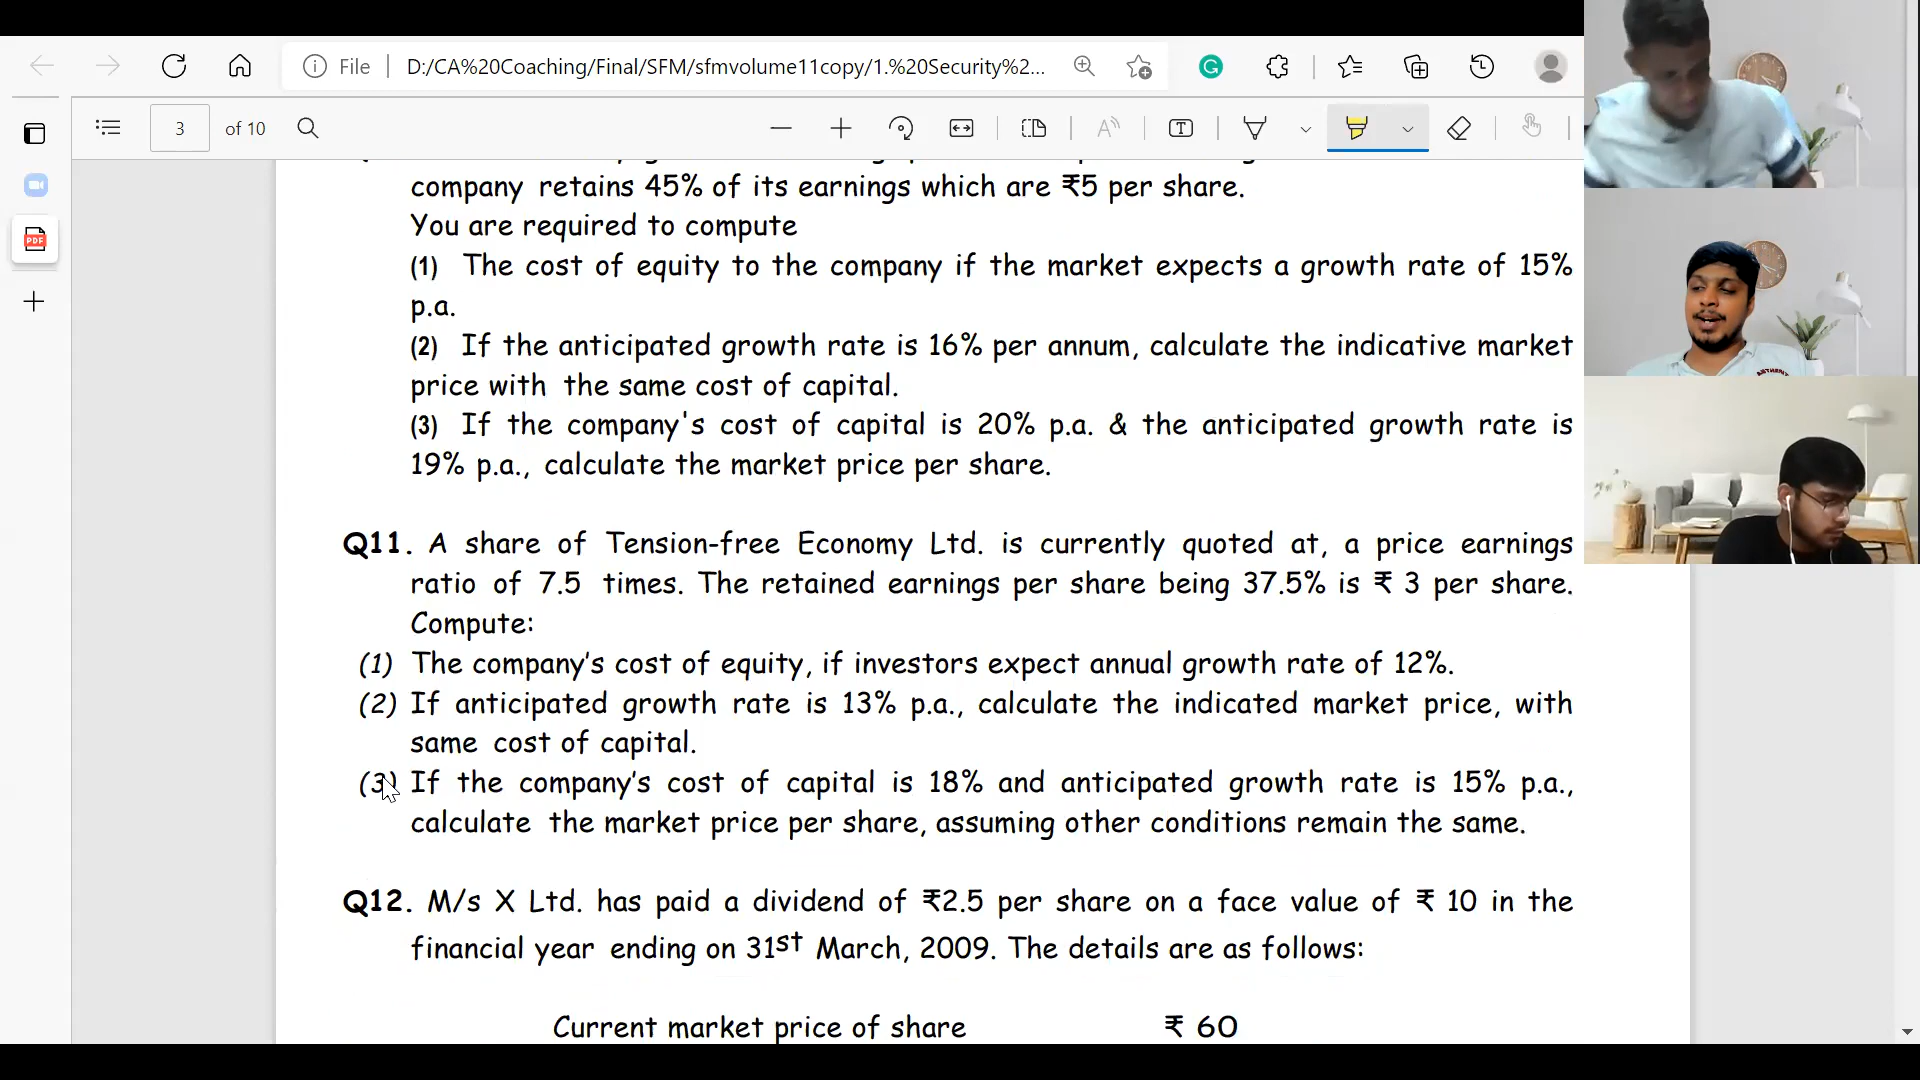 File
D:/CA%20Coaching/Final/SFM/sfmvolume11copy/1.%20Security%2...
3 of 10
company retains 45% of its earnings which are ₹5 per share.
You are required to compute
(1) The cost of equity to the company if the market expects a growth rate of 15%
p.a.
(2) If the anticipated growth rate is 16% per annum, calculate the indicative market
price with the same cost of capital.
(3) If the company's cost of capital is 20% p.a. & the anticipated growth rate is
19% p.a., calculate the market price per share.
Q11. A share of Tension-free Economy Ltd. is currently quoted at, a price earnings
ratio of 7.5 times. The retained earnings per share being 37.5% is ₹ 3 per share.
Compute:
(1) The company’s cost of equity, if investors expect annual growth rate of 12%.
(2) If anticipated growth rate is 13% p.a., calculate the indicated market price, with
same cost of capital.
(3) If the company’s cost of capital is 18% and anticipated growth rate is 15% p.a.,
calculate the market price per share, assuming other conditions remain the same.
Q12. M/s X Ltd. has paid a dividend of ₹2.5 per share on a face value of ₹ 10 in the
financial year ending on 31st March, 2009. The details are as follows:
Current market price of share ₹ 60